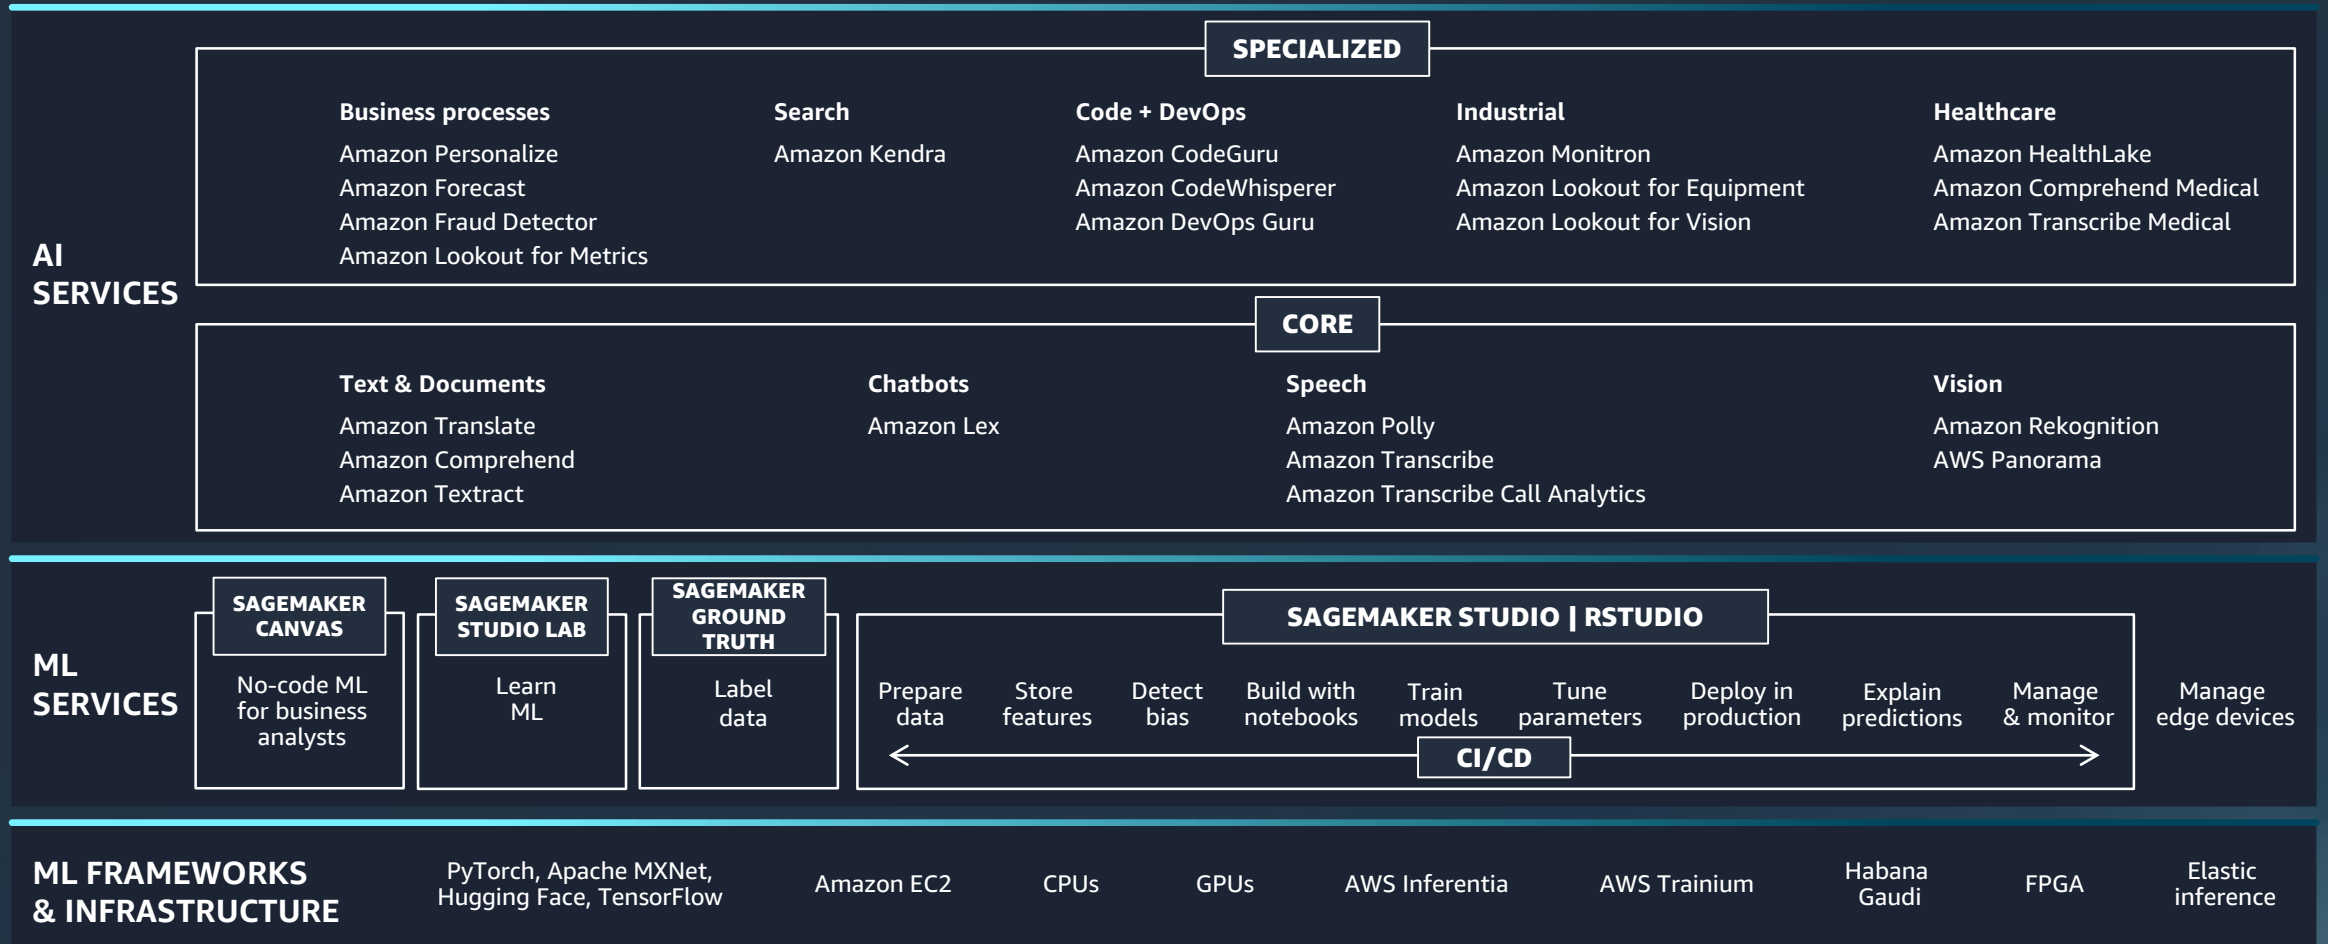 SPECIALIZED
Business processes
Amazon Personalize
Amazon Forecast
Amazon Fraud Detector
Amazon Lookout for Metrics
Search
Amazon Kendra
Code + DevOps
Amazon CodeGuru
Amazon CodeWhisperer
Amazon DevOps Guru
Industrial
Amazon Monitron
Amazon Lookout for Equipment
Amazon Lookout for Vision
Healthcare
Amazon HealthLake
Amazon Comprehend Medical
Amazon Transcribe Medical
AI
SERVICES
CORE
Text & Documents
Amazon Translate
Amazon Comprehend
Amazon Textract
Chatbots
Amazon Lex
Speech
Amazon Polly
Amazon Transcribe
Amazon Transcribe Call Analytics
Vision
Amazon Rekognition
AWS Panorama
ML
SERVICES
SAGEMAKER
CANVAS
No-code ML
for business
analysts
SAGEMAKER
STUDIO LAB
Learn
ML
SAGEMAKER
GROUND
TRUTH
Label
data
SAGEMAKER STUDIO | RSTUDIO
Prepare
data
Store
features
Detect
bias
Build with
notebooks
Train
models
Tune
parameters
Deploy in
production
Explain
predictions
Manage
& monitor
CI/CD
Manage
edge devices
ML FRAMEWORKS
& INFRASTRUCTURE
PyTorch, Apache MXNet,
Hugging Face, TensorFlow
Amazon EC2
CPUs
GPUs
AWS Inferentia
AWS Trainium
Habana
Gaudi
FPGA
Elastic
inference